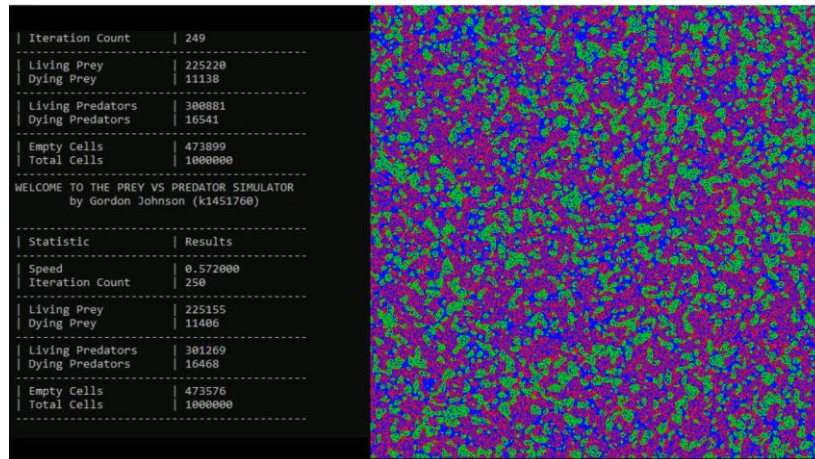 | Iteration Count | 249
----------------------------------------
| Living Prey | 225220
| Dying Prey | 11138
----------------------------------------
| Living Predators | 300881
| Dying Predators | 16541
----------------------------------------
| Empty Cells | 473899
| Total Cells | 1000000
----------------------------------------
WELCOME TO THE PREY VS PREDATOR SIMULATOR
by Gordon Johnson (k1451760)
----------------------------------------
| Statistic | Results
----------------------------------------
| Speed | 0.572000
| Iteration Count | 250
----------------------------------------
| Living Prey | 225155
| Dying Prey | 11406
----------------------------------------
| Living Predators | 301269
| Dying Predators | 16468
----------------------------------------
| Empty Cells | 473576
| Total Cells | 1000000
----------------------------------------